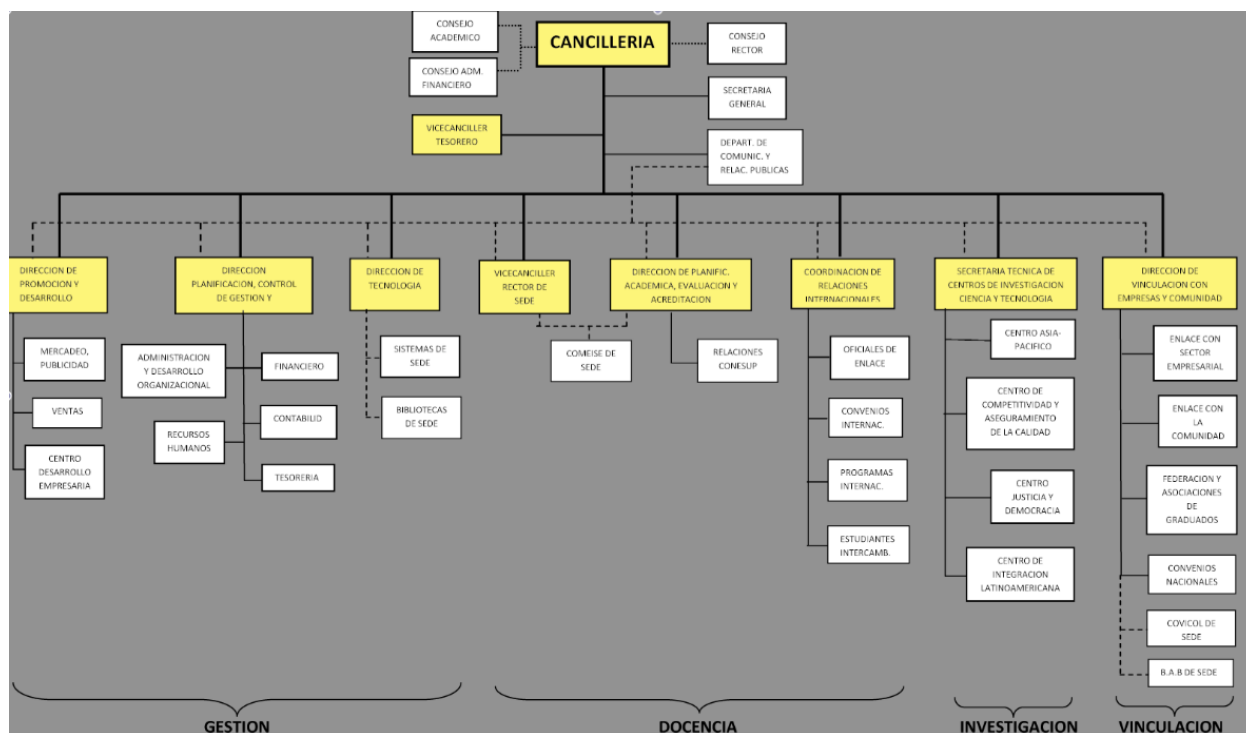 CONSEJO
ACADEMICO
CANCILLERIA
CONSEJO
RECTOR
CONSEJO ADM.
FINANCIERO
SECRETARIA
GENERAL
VICECANCILLER
TESORERO
DEPART. DE
COMUNIC. Y
RELAC. PUBLICAS
DIRECCION DE
PROMOCION Y
DESARROLLO
DIRECCION
PLANIFICACION, CONTROL
DE GESTION Y
DIRECCION DE
TECNOLOGIA
VICECANCILLER
RECTOR DE
SEDE
DIRECCION DE PLANIFIC.
ACADEMICA, EVALUACION Y
ACREDITACION
COORDINACION DE
RELACIONES
INTERNACIONALES
SECRETARIA TECNICA DE
CENTROS DE INVESTIGACION
CIENCIA Y TECNOLOGIA
DIRECCION DE
VINCULACION CON
EMPRESAS Y COMUNIDAD
MERCADEO,
PUBLICIDAD
VENTAS
CENTRO
DESARROLLO
EMPRESARIA
ADMINISTRACION
Y DESARROLLO
ORGANIZACIONAL
FINANCIERO
CONTABILID
RECURSOS
HUMANOS
TESORERIA
SISTEMAS DE
SEDE
BIBLIOTECAS
DE SEDE
COMEISE DE
SEDE
RELACIONES
CONESUP
OFICIALES DE
ENLACE
CONVENIOS
INTERNAC.
PROGRAMAS
INTERNAC.
ESTUDIANTES
INTERCAMB.
CENTRO ASIA-
PACIFICO
CENTRO DE
COMPETITIVIDAD Y
ASEGURAMIENTO
DE LA CALIDAD
CENTRO
JUSTICIA Y
DEMOCRACIA
CENTRO DE
INTEGRACION
LATINOAMERICANA
ENLACE CON
SECTOR
EMPRESARIAL
ENLACE CON
LA
COMUNIDAD
FEDERACION Y
ASOCIACIONES
DE
GRADUADOS
CONVENIOS
NACIONALES
COVICOL DE
SEDE
B.A.B DE SEDE
GESTION
DOCENCIA
INVESTIGACION
VINCULACION